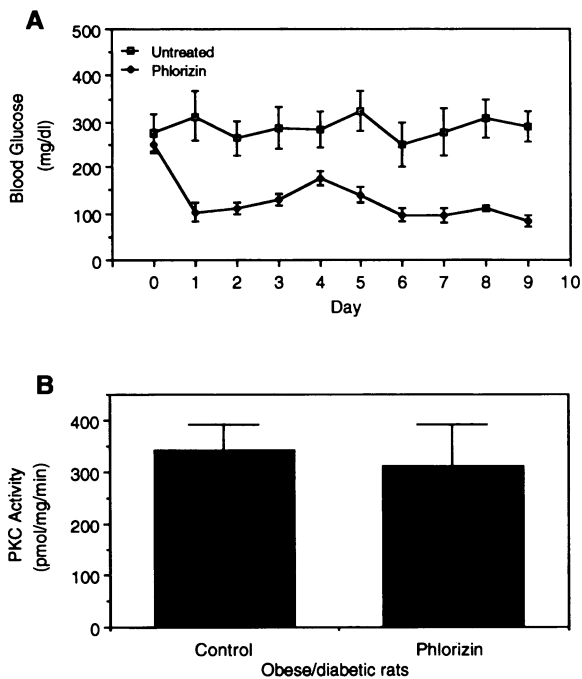 A
500
400
300
200
100
0
Blood Glucose
(mg/dl)
Untreated
Phlorizin
0 1 2 3 4 5 6 7 8 9 10
Day
B
400
300
200
100
0
PKC Activity
(pmol/mg/min)
Control Phlorizin
Obese/diabetic rats